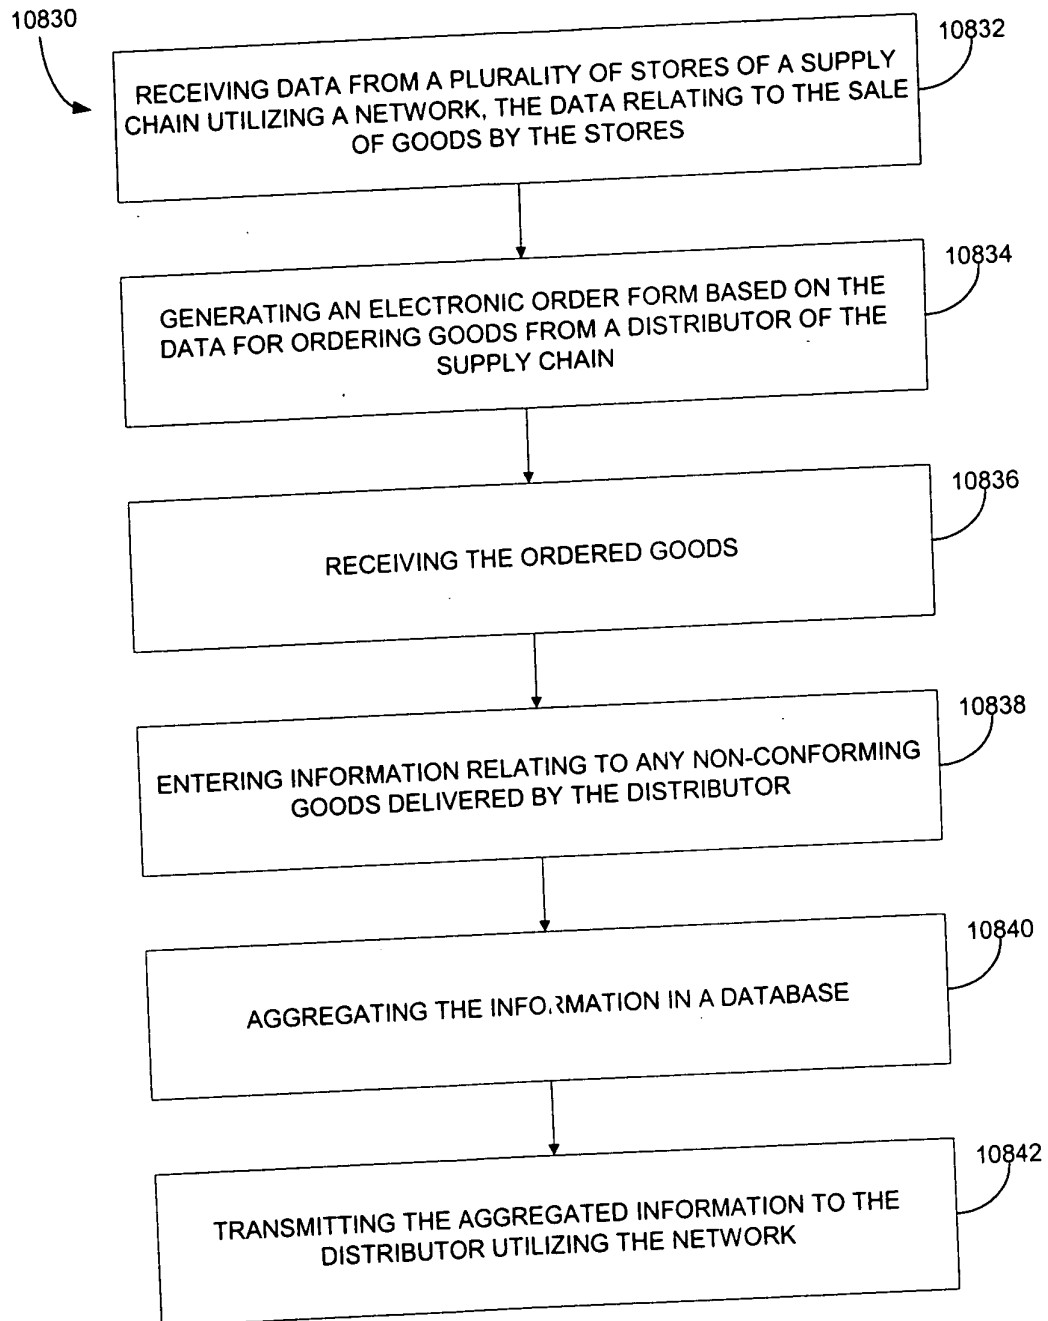 10830
10832
RECEIVING DATA FROM A PLURALITY OF STORES OF A SUPPLY
CHAIN UTILIZING A NETWORK, THE DATA RELATING TO THE SALE
OF GOODS BY THE STORES
10834
GENERATING AN ELECTRONIC ORDER FORM BASED ON THE
DATA FOR ORDERING GOODS FROM A DISTRIBUTOR OF THE
SUPPLY CHAIN
10836
RECEIVING THE ORDERED GOODS
10838
ENTERING INFORMATION RELATING TO ANY NON-CONFORMING
GOODS DELIVERED BY THE DISTRIBUTOR
10840
AGGREGATING THE INFORMATION IN A DATABASE
10842
TRANSMITTING THE AGGREGATED INFORMATION TO THE
DISTRIBUTOR UTILIZING THE NETWORK